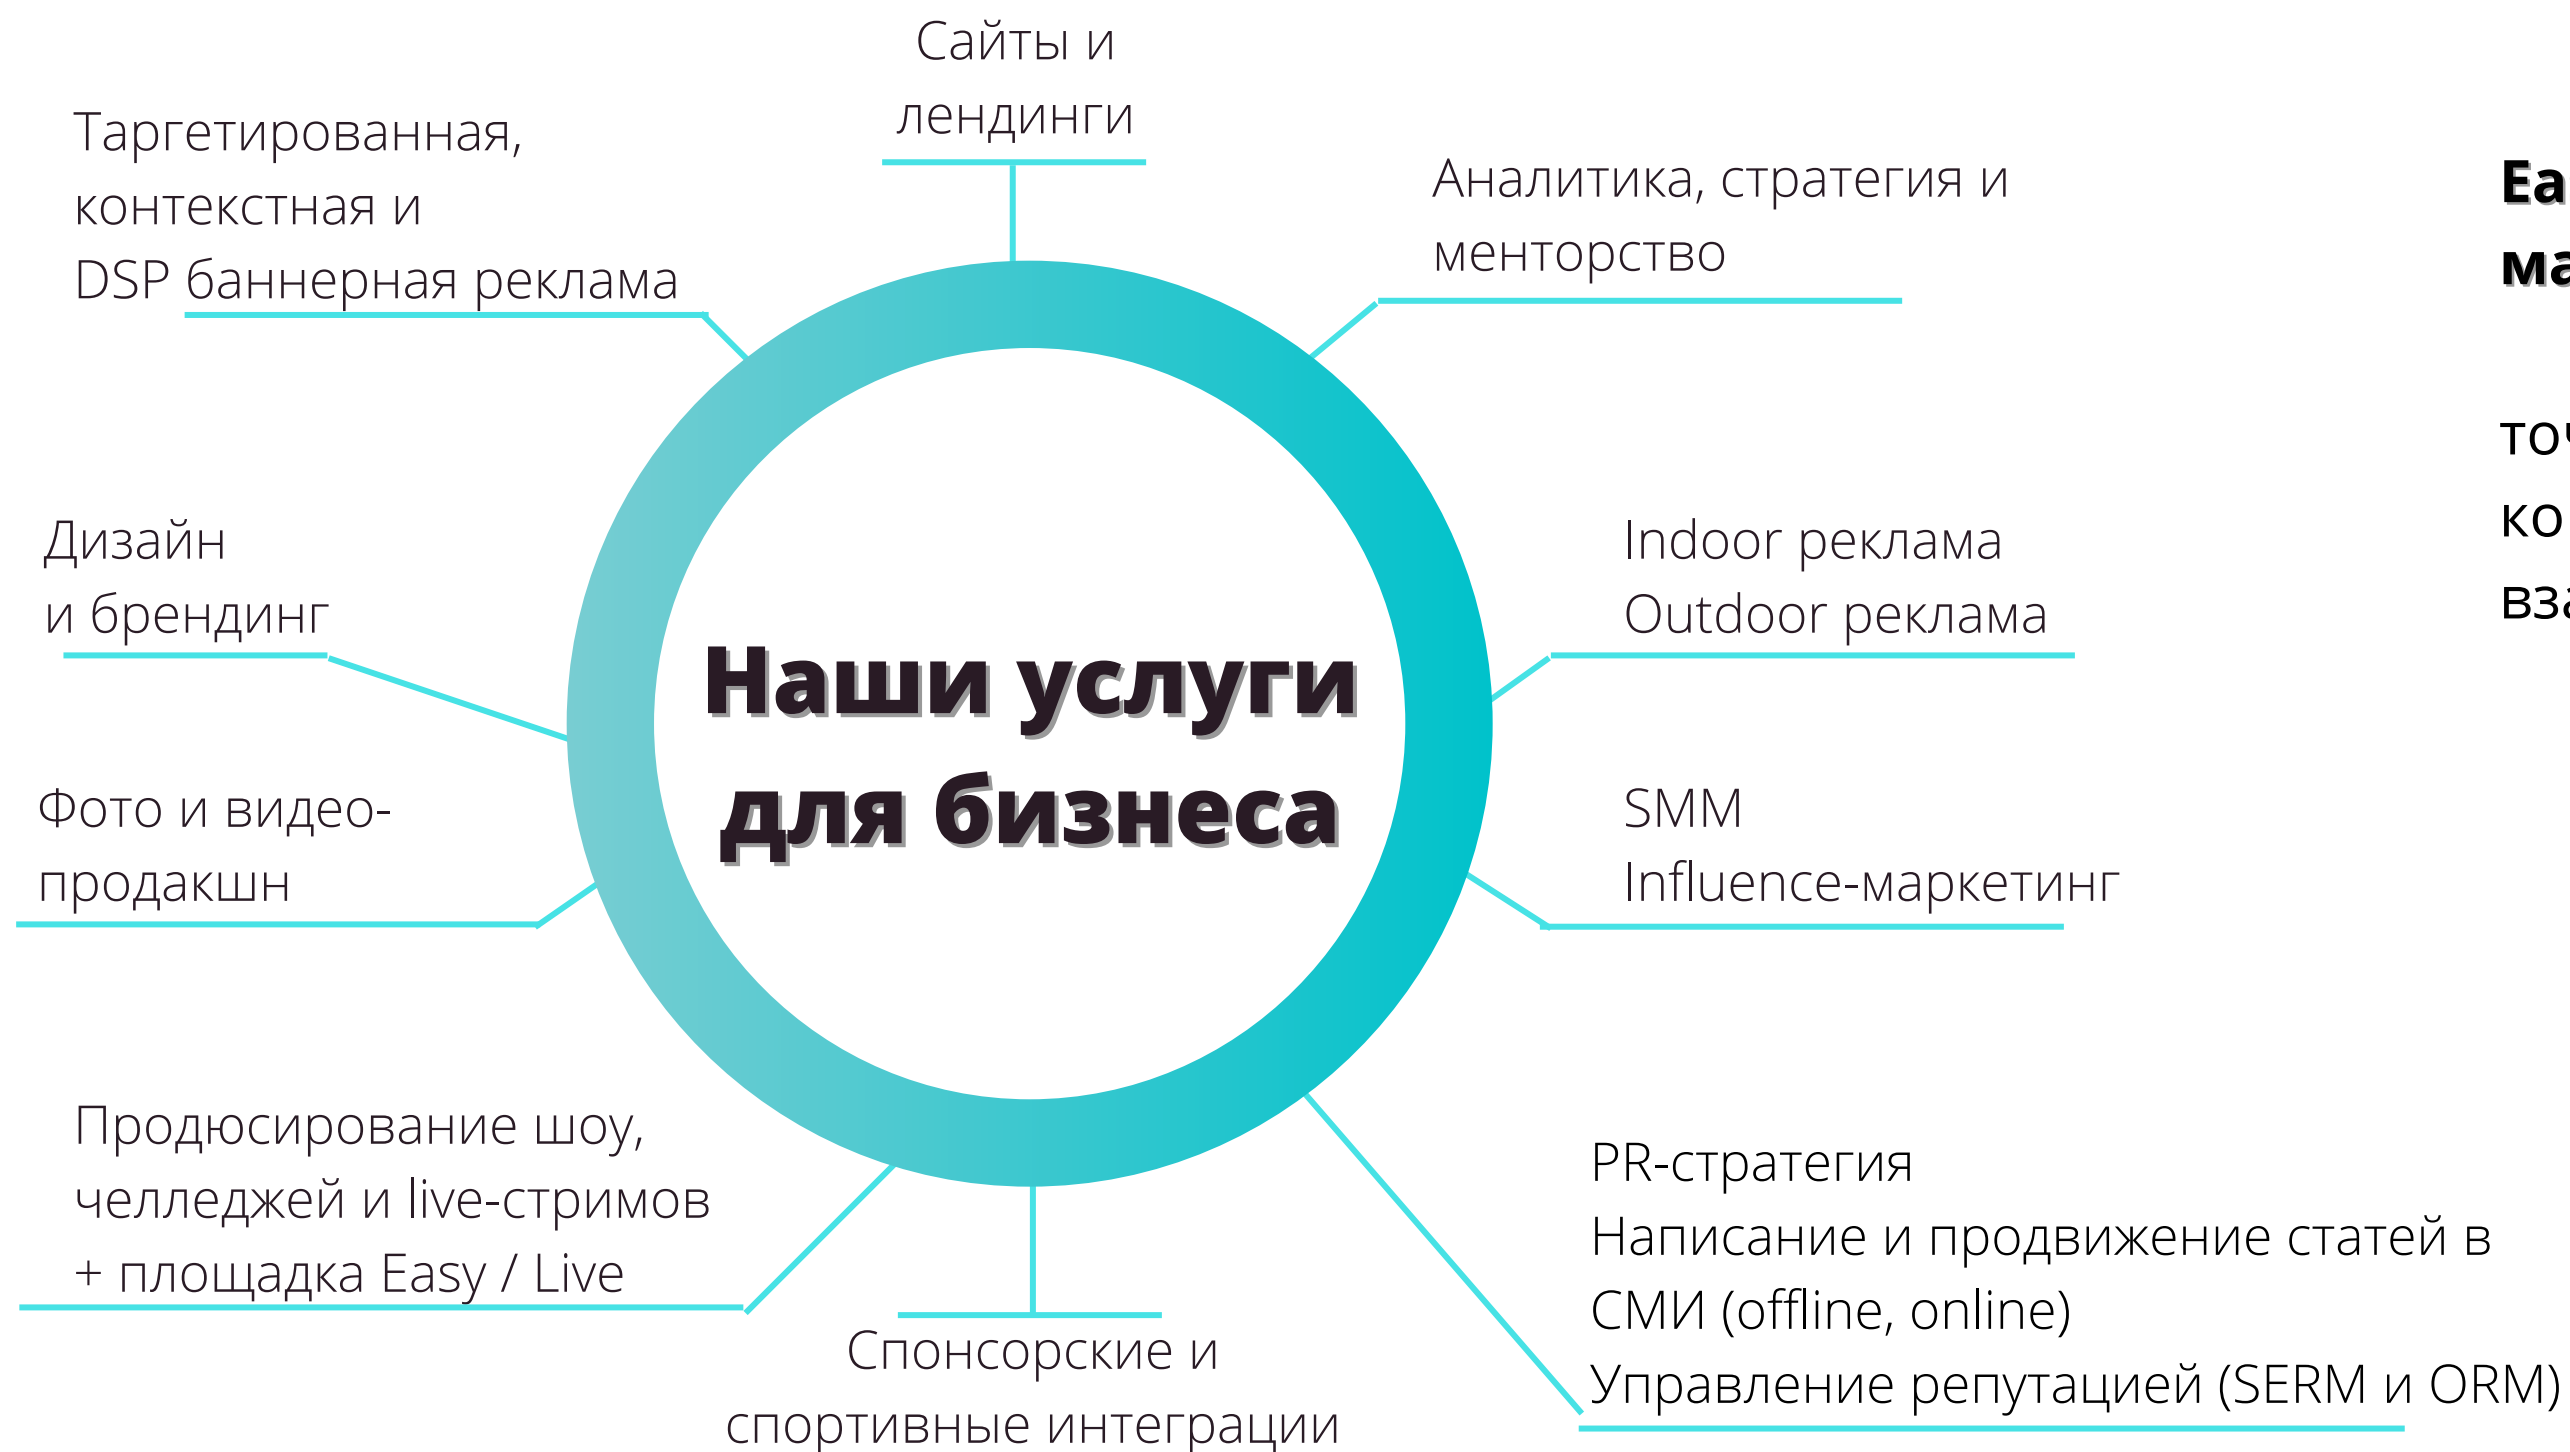 Сайты и
лендинги
Таргетированная,
контекстная и
DSP баннерная реклама
Аналитика, стратегия и
менторство
Дизайн
и брендинг
Indoor реклама
Outdoor реклама
Наши услуги
для бизнеса
Фото и видео-
продакшн
SMM
Influence-маркетинг
Продюсирование шоу,
челледжей и live-стримов
+ площадка Easy / Live
Спонсорские и
спортивные интеграции
PR-стратегия
Написание и продвижение статей в
СМИ (offline, online)
Управление репутацией (SERM и ORM)